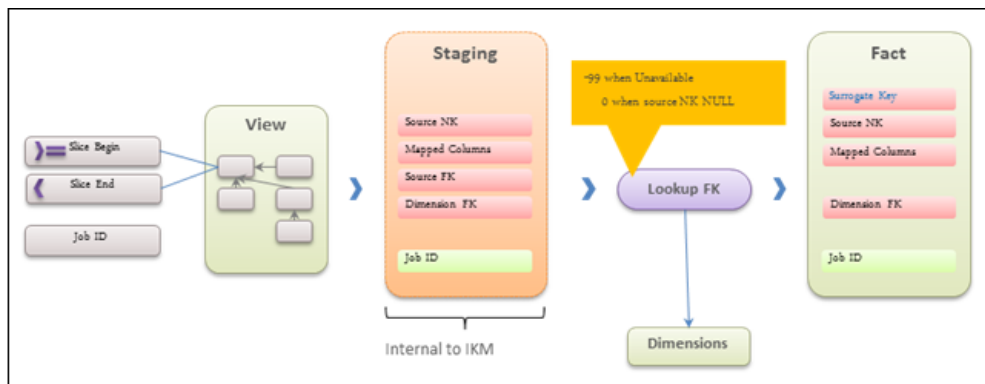 Slice Begin
Slice End
Job ID
View
Staging
Source NK
Mapped Columns
Source FK
Dimension FK
Job ID
Internal to IKM
-99 when Unavailable
0 when source NK NULL
Lookup FK
Dimensions
Fact
Surrogate Key
Source NK
Mapped Columns
Dimension FK
Job ID